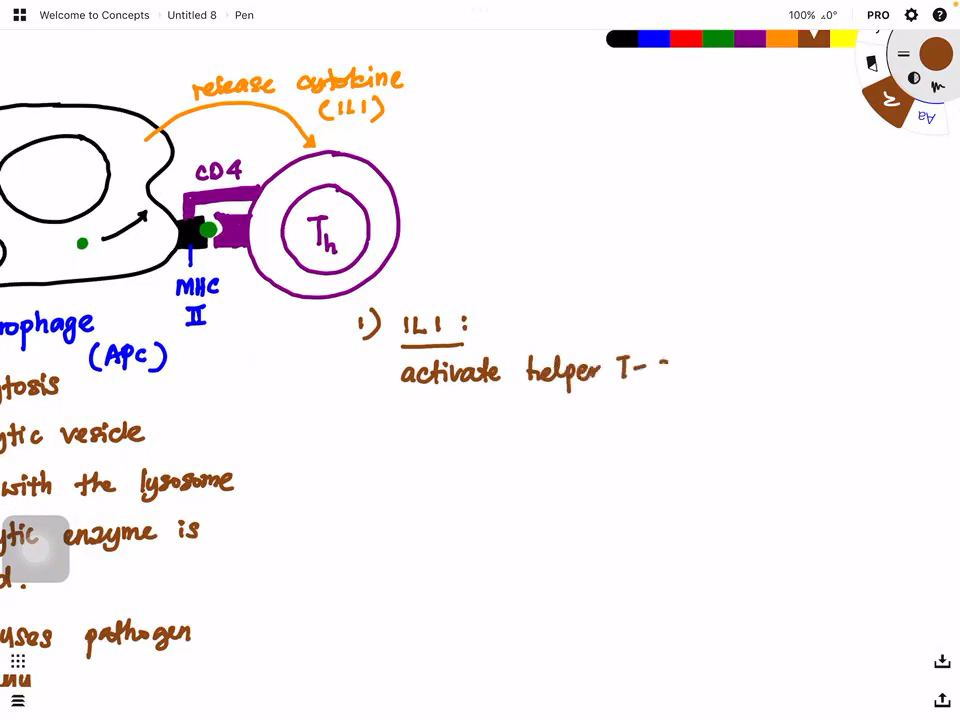 Welcome to Concepts › Untitled 8 › Pen
100% ⊿0°
PRO
?
Aa
release cytokine
(IL1)
CD4
Th
MHC
II
rophage
(APC)
1) IL1 :
activate helper T-
tosis
ytic vesicle
with the lysosome
ytic enzyme is
d.
uses pathogen